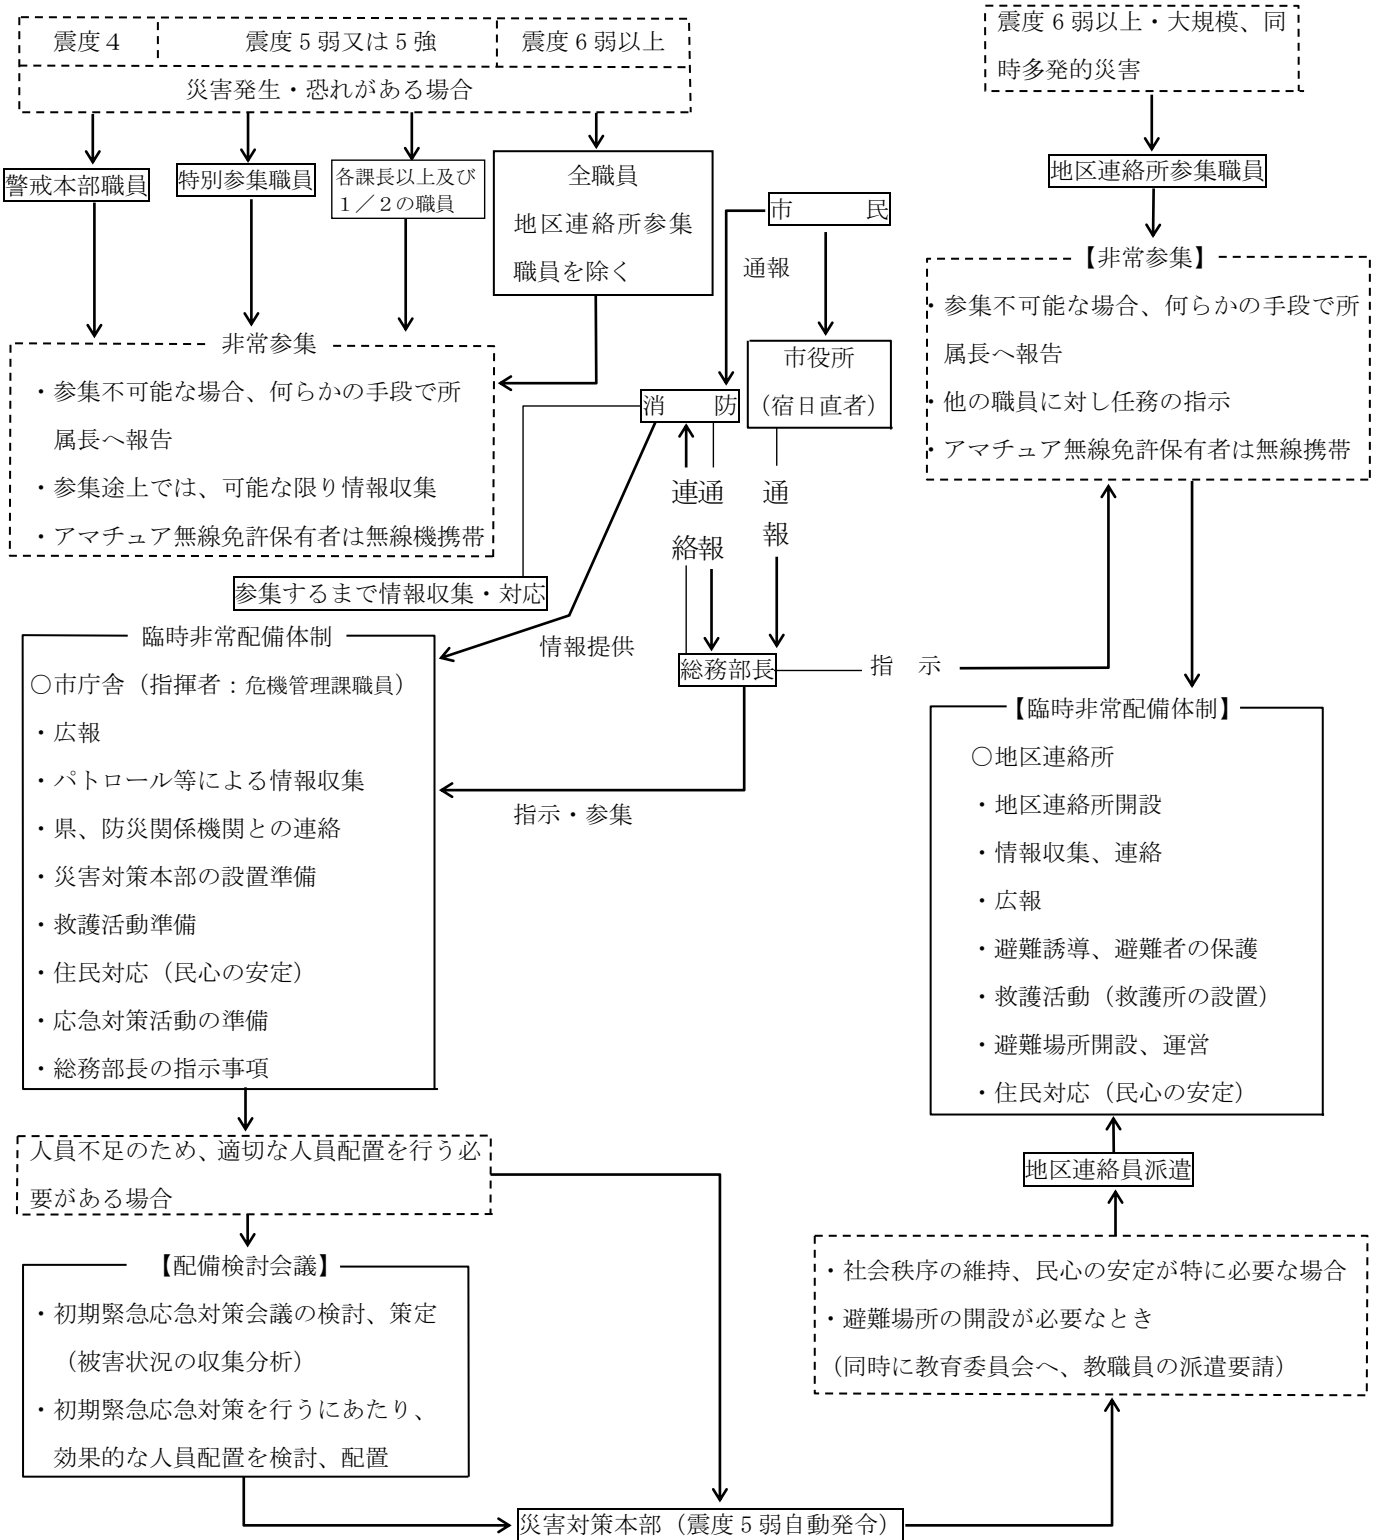 震度４
震度５弱又は５強
震度６弱以上
災害発生・恐れがある場合
警戒本部職員
特別参集職員
各課長以上及び
１／２の職員
全職員
地区連絡所参集
職員を除く
非常参集
・参集不可能な場合、何らかの手段で所
属長へ報告
・参集途上では、可能な限り情報収集
・アマチュア無線免許保有者は無線機携帯
市　　　民
通報
市役所
（宿日直者）
消　　防
連絡
通報
通報
参集するまで情報収集・対応
情報提供
総務部長
指　示
指示・参集
臨時非常配備体制
○市庁舎（指揮者：危機管理課職員）
・広報
・パトロール等による情報収集
・県、防災関係機関との連絡
・災害対策本部の設置準備
・救護活動準備
・住民対応（民心の安定）
・応急対策活動の準備
・総務部長の指示事項
人員不足のため、適切な人員配置を行う必
要がある場合
【配備検討会議】
・初期緊急応急対策会議の検討、策定
（被害状況の収集分析）
・初期緊急応急対策を行うにあたり、
効果的な人員配置を検討、配置
災害対策本部（震度５弱自動発令）
震度６弱以上・大規模、同
時多発的災害
地区連絡所参集職員
【非常参集】
・参集不可能な場合、何らかの手段で所
属長へ報告
・他の職員に対し任務の指示
・アマチュア無線免許保有者は無線携帯
【臨時非常配備体制】
○地区連絡所
・地区連絡所開設
・情報収集、連絡
・広報
・避難誘導、避難者の保護
・救護活動（救護所の設置）
・避難場所開設、運営
・住民対応（民心の安定）
地区連絡員派遣
・社会秩序の維持、民心の安定が特に必要な場合
・避難場所の開設が必要なとき
（同時に教育委員会へ、教職員の派遣要請）